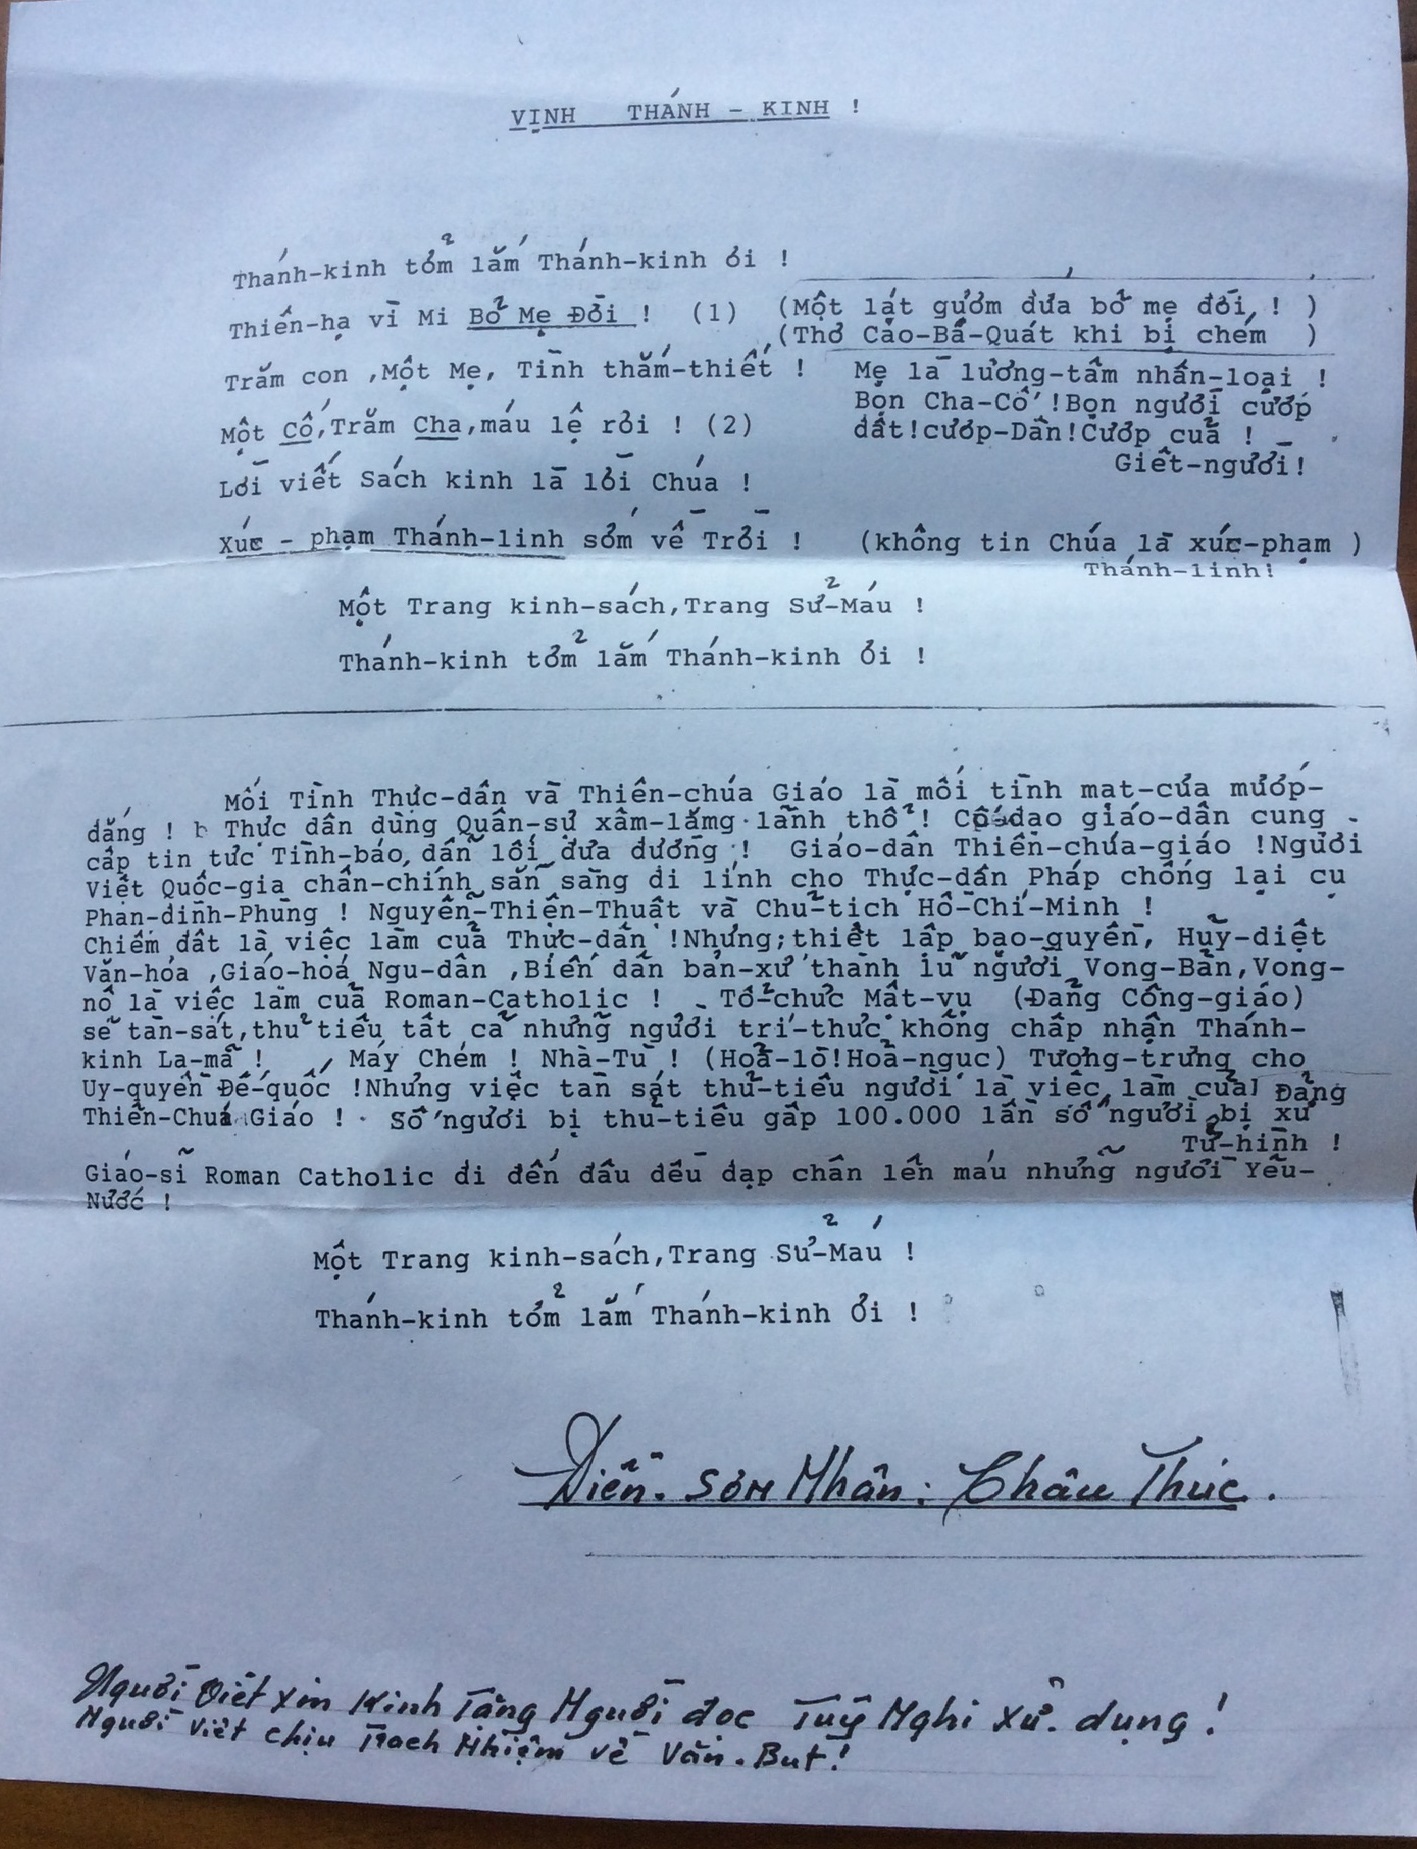 VỊNH THÁNH - KINH !
Thánh-kinh tởm lắm Thánh-kinh ơi !
Thiên-hạ vì Mi Bỏ Mẹ Đời ! (1) (Một lát gươm đưa bỏ mẹ đời, ! )
(Thơ Cao-Bá-Quát khi bị chém )
Trăm con ,Một Mẹ, Tình thắm-thiết ! Mẹ là lương-tâm nhân-loại !
Bọn Cha-Cố !Bọn người cướp
Một Cố,Trăm Cha,máu lệ rơi ! (2) đất!cướp-Dân!Cướp của ! -
Giết-người!
Lời viết Sách kinh là lời Chúa !
Xúc - phạm Thánh-linh sớm về Trời ! (không tin Chúa là xúc-phạm )
Thánh-linh!
Một Trang kinh-sách,Trang Sử-Máu !
Thánh-kinh tởm lắm Thánh-kinh ơi !
Mối Tình Thực-dân và Thiên-chúa Giáo là mối tình mạt-cưa mướp-
đắng ! Thực dân dùng Quân-sự xâm-lăng lãnh thổ ! Cố đạo giáo-dân cung
cấp tin tức Tình-báo, dẫn lối đưa đường ! Giáo-dân Thiên-chúa-giáo !Người
Việt Quốc-gia chân-chính sẵn sàng đi lính cho Thực-dân Pháp chống lại cụ
Phan-đình-Phùng ! Nguyễn-Thiện-Thuật và Chủ-tịch Hồ-Chí-Minh !
Chiếm đất là việc làm của Thực-dân !Nhưng;thiết lập bạo-quyền, Hủy-diệt
Văn-hóa ,Giáo-hoá Ngu-dân ,Biến dân bản-xứ thành lũ người Vong-Bản,Vong-
nô là việc làm của Roman-Catholic ! Tổ-chức Mật-vụ (Đảng Công-giáo)
sẽ tàn-sát,thủ tiêu tất cả những người trí-thức không chấp nhận Thánh-
kinh La-mã ! Máy Chém ! Nhà-Tù ! (Hoả-lò!Hoả-ngục) Tượng-trưng cho
Uy-quyền Đế-quốc !Nhưng việc tàn sát thủ-tiêu người là việc làm của Đảng
Thiên-Chuá Giáo ! Số người bị thủ-tiêu gấp 100.000 lần số người bị xử
Tử-hình !
Giáo-sĩ Roman Catholic đi đến đâu đều đạp chân lên máu những người Yêu-
Nước !
Một Trang kinh-sách,Trang Sử-Máu !
Thánh-kinh tởm lắm Thánh-kinh ơi !
Diễn. Sơn Nhân: Châu Thức.
Người Viết xin Kính Tặng Người đọc Tuỳ Nghi xử. dụng !
Người viết chịu Trách Nhiệm về Văn-Bút!